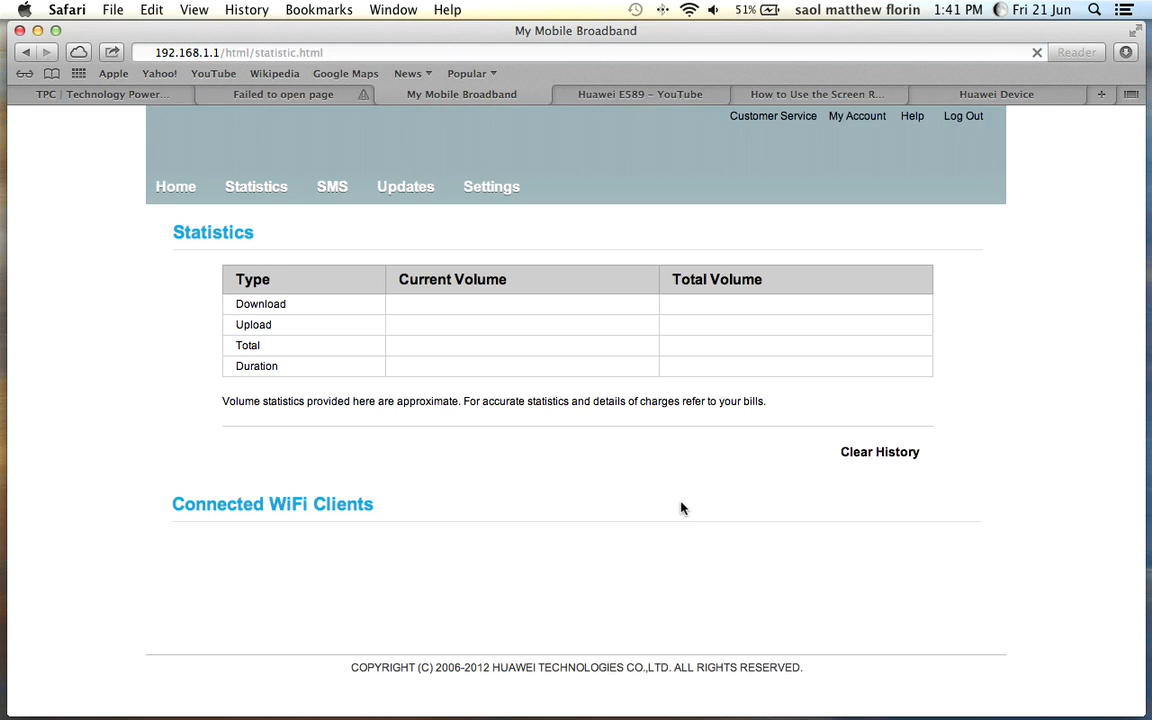 Safari File Edit View History Bookmarks Window Help 51% saol matthew florin 1:41 PM Fri 21 Jun
My Mobile Broadband
192.168.1.1/html/statistic.html Reader
Apple Yahoo! YouTube Wikipedia Google Maps News Popular
TPC | Technology Power... Failed to open page My Mobile Broadband Huawei E589 – YouTube How to Use the Screen R... Huawei Device
Customer Service My Account Help Log Out
Home Statistics SMS Updates Settings
Statistics
Type Current Volume Total Volume
Download
Upload
Total
Duration
Volume statistics provided here are approximate. For accurate statistics and details of charges refer to your bills.
Clear History
Connected WiFi Clients
COPYRIGHT (C) 2006-2012 HUAWEI TECHNOLOGIES CO.,LTD. ALL RIGHTS RESERVED.